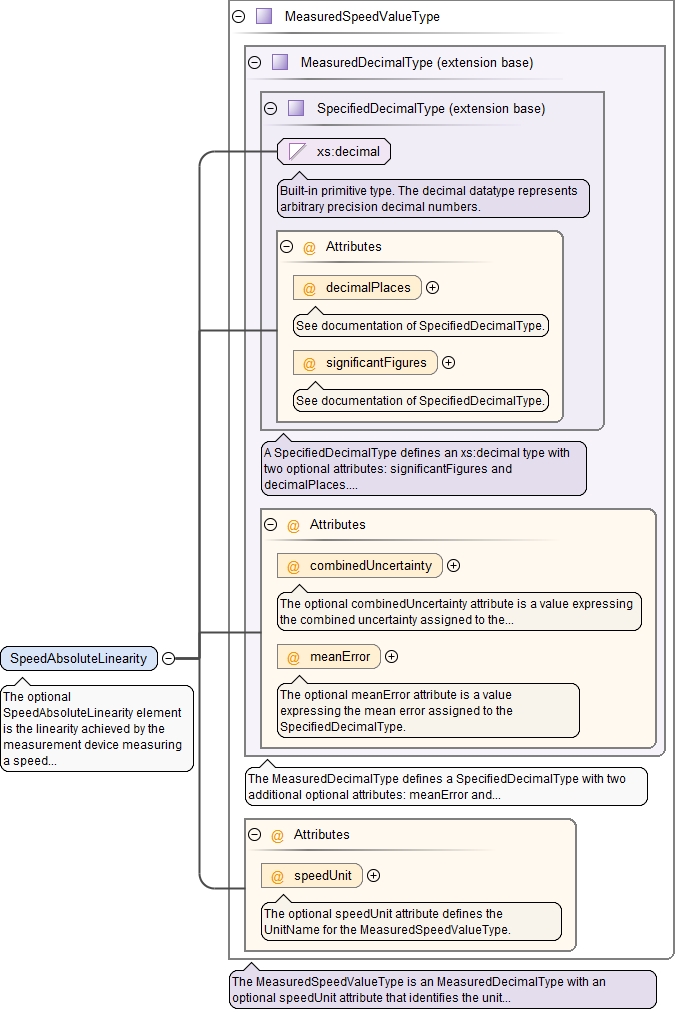 MeasuredSpeedValueType
MeasuredDecimalType (extension base)
SpecifiedDecimalType (extension base)
xs:decimal
Built-in primitive type. The decimal datatype represents
arbitrary precision decimal numbers.
@ Attributes
@ decimalPlaces
See documentation of SpecifiedDecimalType.
@ significantFigures
See documentation of SpecifiedDecimalType.
A SpecifiedDecimalType defines an xs:decimal type with
two optional attributes: significantFigures and
decimalPlaces....
@ Attributes
@ combinedUncertainty
The optional combinedUncertainty attribute is a value expressing
the combined uncertainty assigned to the...
@ meanError
The optional meanError attribute is a value
expressing the mean error assigned to the
SpecifiedDecimalType.
SpeedAbsoluteLinearity
The optional
SpeedAbsoluteLinearity element
is the linearity achieved by the
measurement device measuring
a speed...
The MeasuredDecimalType defines a SpecifiedDecimalType with two
additional optional attributes: meanError and...
@ Attributes
@ speedUnit
The optional speedUnit attribute defines the
UnitName for the MeasuredSpeedValueType.
The MeasuredSpeedValueType is an MeasuredDecimalType with an
optional speedUnit attribute that identifies the unit...